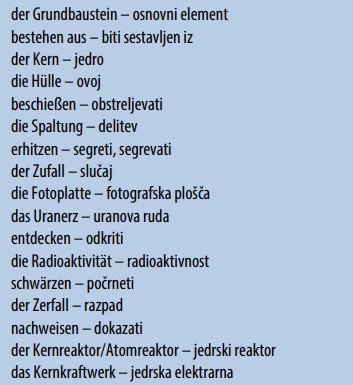 der Grundbaustein – osnovni element
bestehen aus – biti sestavljen iz
der Kern – jedro
die Hülle – ovoj
beschießen – obstreljevati
die Spaltung – delitev
erhitzen – segreti, segrevati
der Zufall – slučaj
die Fotoplatte – fotografska plošča
das Uranerz – uranova ruda
entdecken – odkriti
die Radioaktivität – radioaktivnost
schwärzen – počrneti
der Zerfall – razpad
nachweisen – dokazati
der Kernreaktor/Atomreaktor – jedrski reaktor
das Kernkraftwerk – jedrska elektrarna